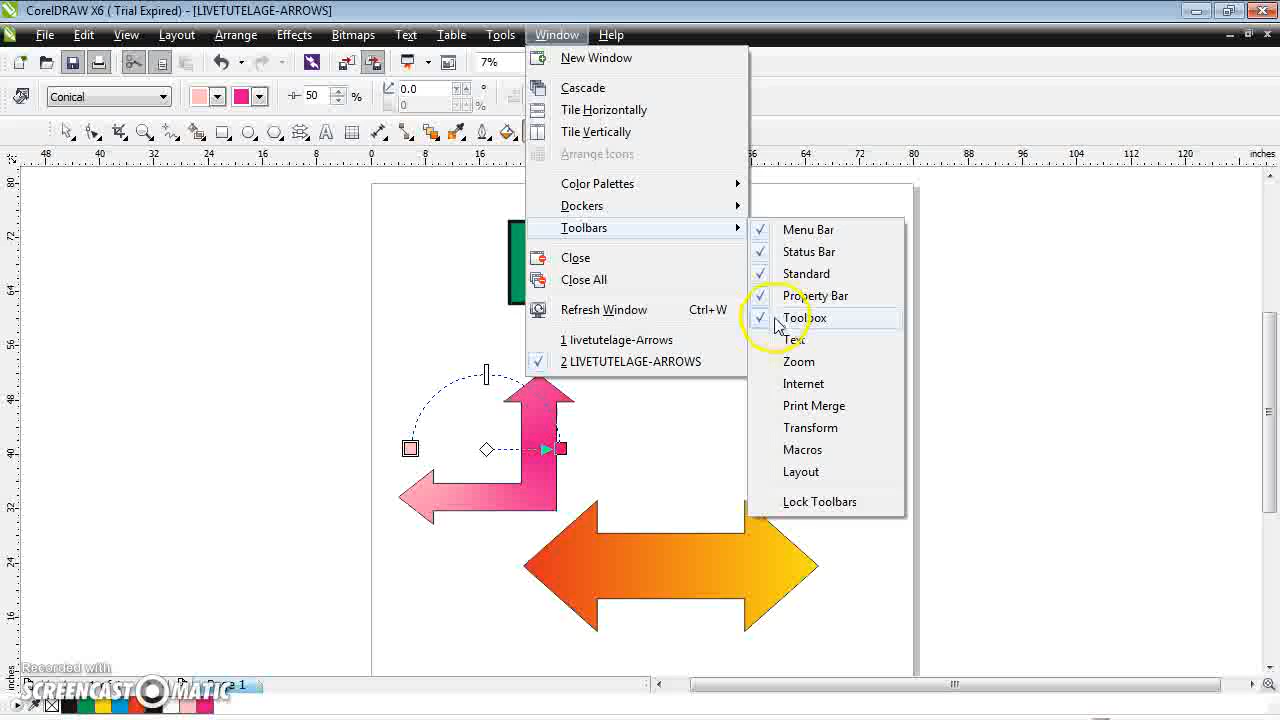 CorelDRAW X6 ( Trial Expired) - [LIVETUTELAGE-ARROWS]
File Edit View Layout Arrange Effects Bitmaps Text Table Tools Window Help
7%
Conical 50 % 0.0 °
0 %
48 40 32 24 16 8 0 8 16 56 64 72 80 88 96 104 112 120 inches
80
72
64
56
48
40
32
24
16
inches
New Window
Cascade
Tile Horizontally
Tile Vertically
Arrange Icons
Color Palettes
Dockers
Toolbars
Close
Close All
Refresh Window Ctrl+W
1 livetutelage-Arrows
2 LIVETUTELAGE-ARROWS
Menu Bar
Status Bar
Standard
Property Bar
Toolbox
Text
Zoom
Internet
Print Merge
Transform
Macros
Layout
Lock Toolbars
Recorded with
SCREENCAST-O-MATIC
Page 1